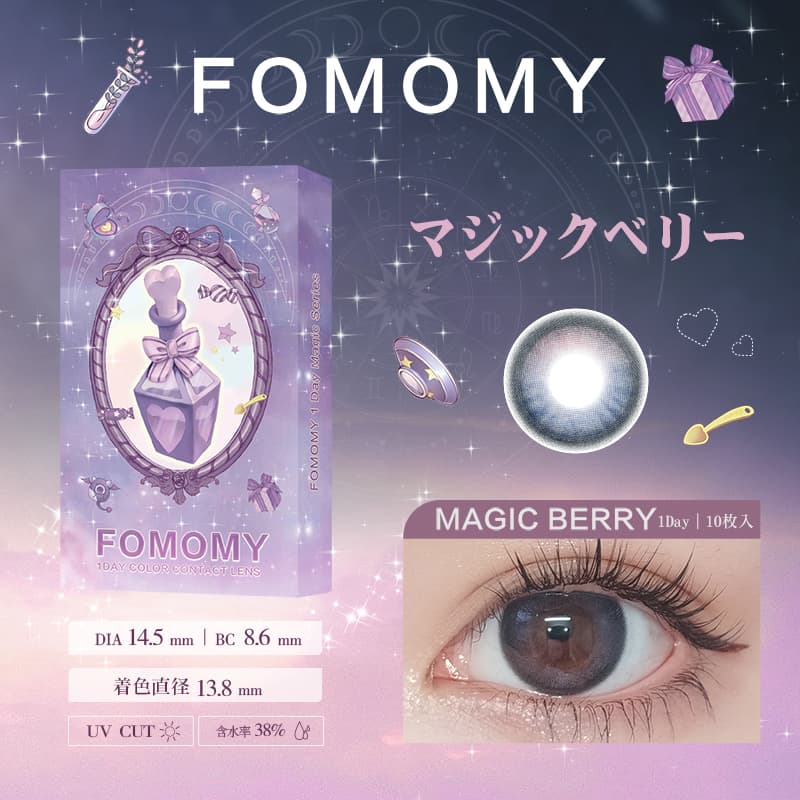 FOMOMY
マジックベリー
FOMOMY 1 Day Magic Series
FOMOMY
1DAY COLOR CONTACT LENS
MAGIC BERRY 1Day | 10枚入
DIA 14.5 mm | BC 8.6 mm
着色直径 13.8 mm
UV CUT
含水率 38%